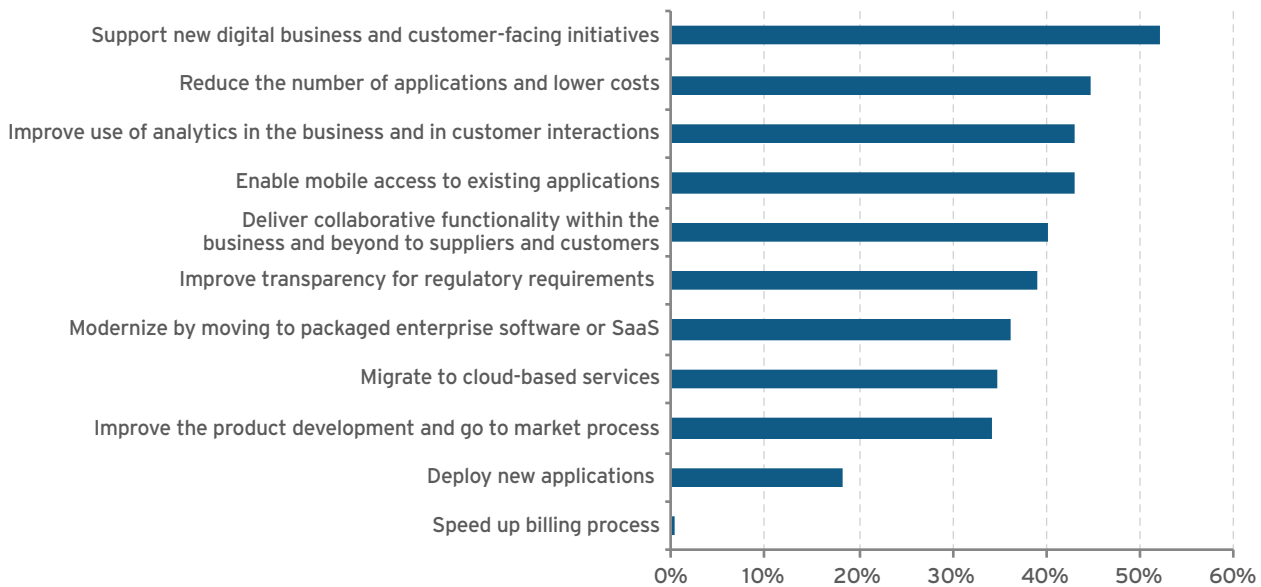 Support new digital business and customer-facing initiatives
Reduce the number of applications and lower costs
Improve use of analytics in the business and in customer interactions
Enable mobile access to existing applications
Deliver collaborative functionality within the
business and beyond to suppliers and customers
Improve transparency for regulatory requirements
Modernize by moving to packaged enterprise software or SaaS
Migrate to cloud-based services
Improve the product development and go to market process
Deploy new applications
Speed up billing process
0% 10% 20% 30% 40% 50% 60%